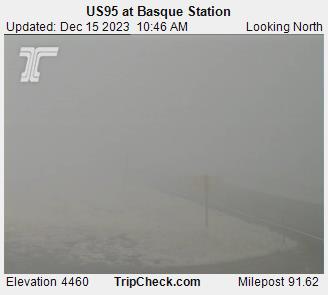 US95 at Basque Station
Updated: Dec 15 2023 10:46 AM Looking North
Elevation 4460 TripCheck.com Milepost 91.62